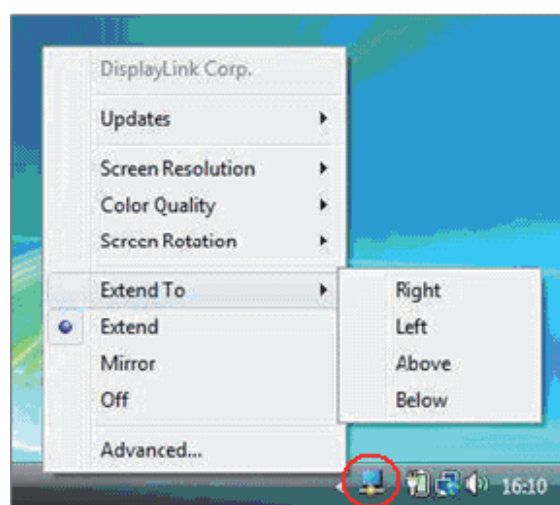 DisplayLink Corp.
Updates
Screen Resolution
Color Quality
Screen Rotation
Extend To
Right
Extend
Left
Mirror
Above
Off
Below
Advanced...
16:10